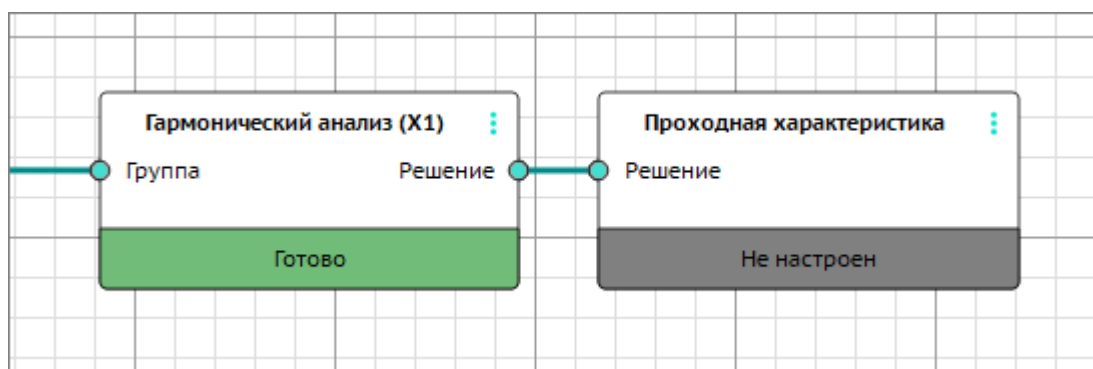 Гармонический анализ (X1)
Группа
Решение
Готово
Проходная характеристика
Решение
Не настроен